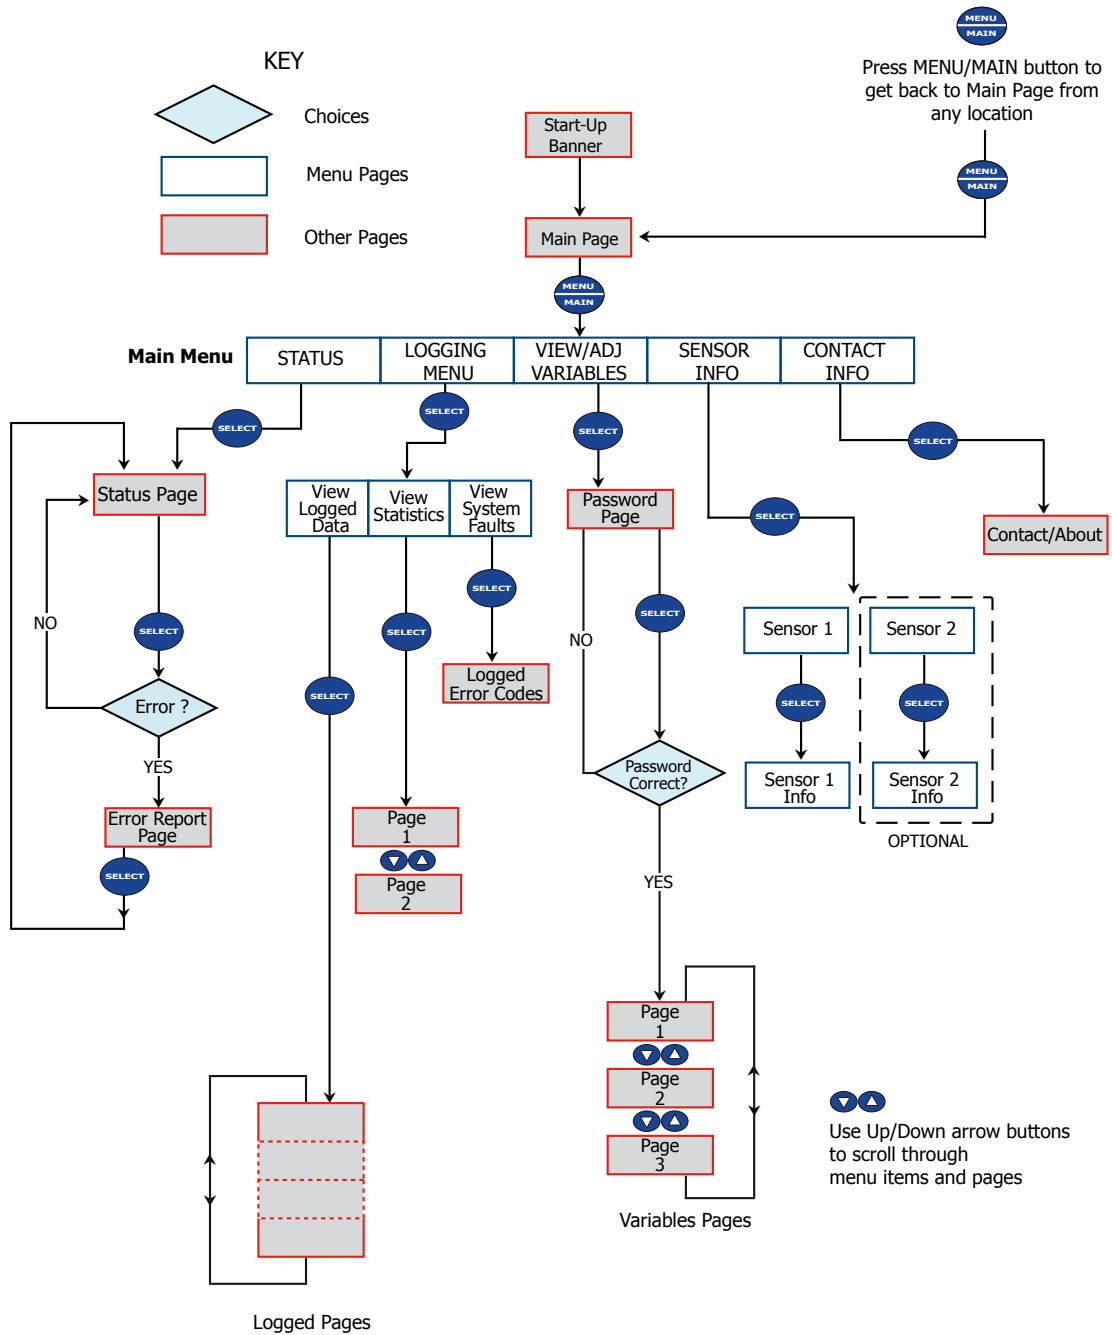 MENU
MAIN
Press MENU/MAIN button to
get back to Main Page from
any location
MENU
MAIN
KEY
Choices
Menu Pages
Other Pages
Start-Up
Banner
Main Page
MENU
MAIN
Main Menu
STATUS
LOGGING
MENU
VIEW/ADJ
VARIABLES
SENSOR
INFO
CONTACT
INFO
SELECT
SELECT
SELECT
SELECT
SELECT
Status Page
SELECT
NO
Error ?
YES
Error Report
Page
SELECT
View
Logged
Data
View
Statistics
View
System
Faults
SELECT
SELECT
SELECT
Logged
Error Codes
Page
1
Page
2
Logged Pages
Password
Page
SELECT
NO
Password
Correct?
YES
Page
1
Page
2
Page
3
Variables Pages
Sensor 1
SELECT
Sensor 1
Info
Sensor 2
SELECT
Sensor 2
Info
OPTIONAL
Contact/About
Use Up/Down arrow buttons
to scroll through
menu items and pages